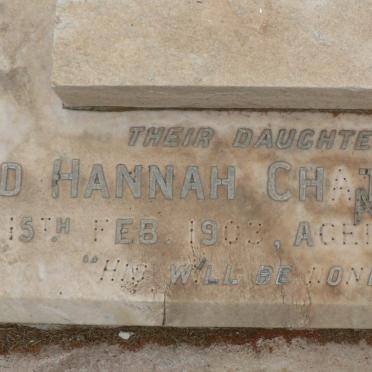 THEIR DAUGHTE
D HANNAH CHA
15TH FEB. 190 , AGE
"HIS WILL BE DONE